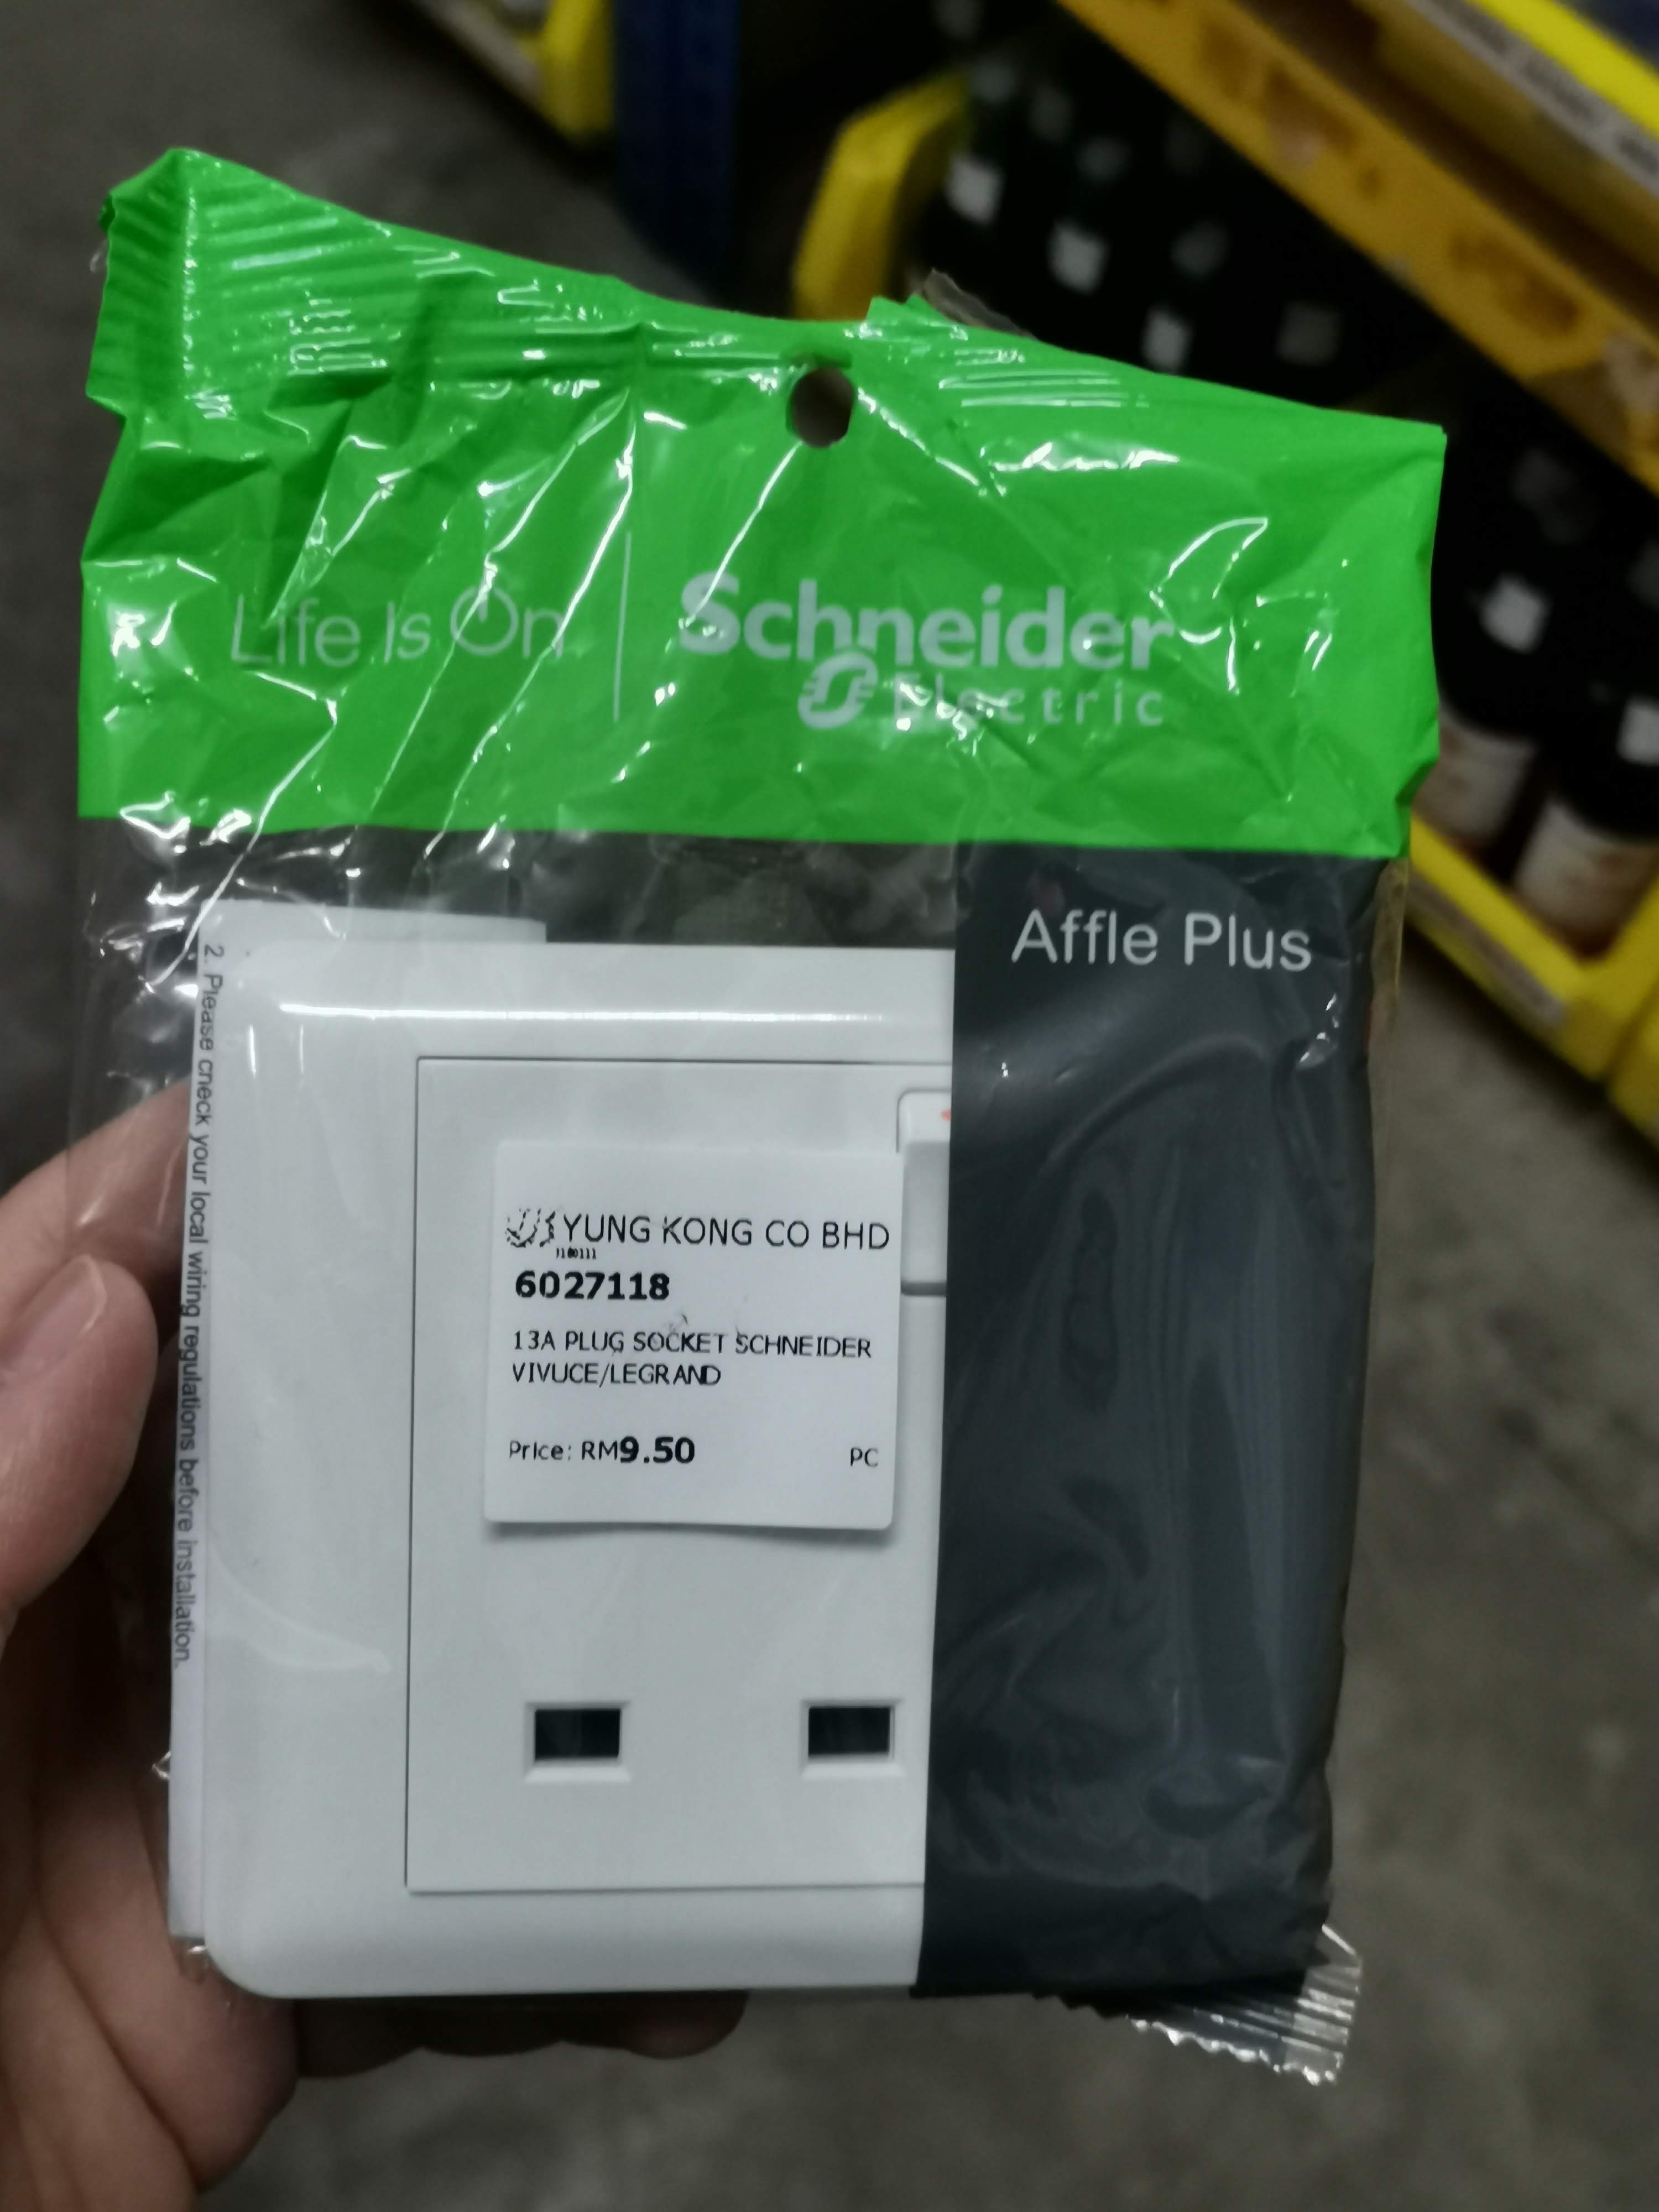 Life Is On
Schneider
Electric
Affle Plus
2. Please check your local wiring regulations before installation.
YUNG KONG CO BHD
6027118
13A PLUG SOCKET SCHNEIDER
VIVUCE/LEGRAND
Price: RM9.50 PC